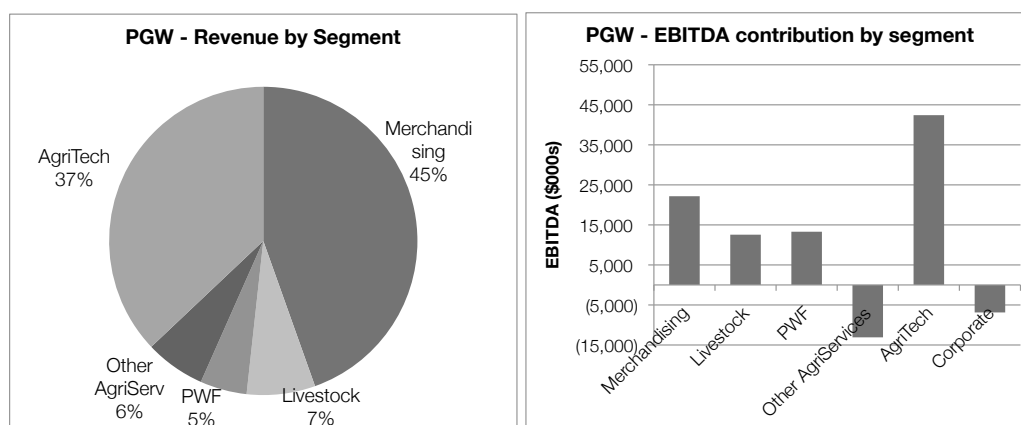 PGW - Revenue by Segment
Merchandi
sing
45%
AgriTech
37%
Other
AgriServ
6%
PWF
5%
Livestock
7%
PGW - EBITDA contribution by segment
EBITDA ($000s)
55,000
45,000
35,000
25,000
15,000
5,000
(5,000)
(15,000)
Merchandising
Livestock
PWF
Other AgriServices
AgriTech
Corporate